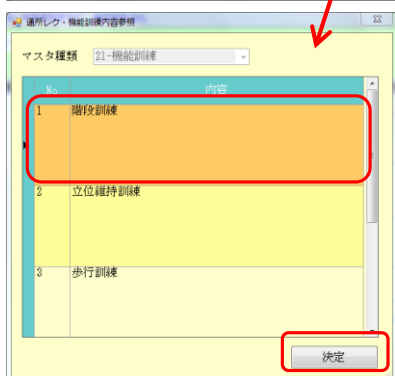 通所レク・機能訓練内容参照
マスタ種類 21-機能訓練
No 内容
1 階段訓練
2 立位維持訓練
3 歩行訓練
決定